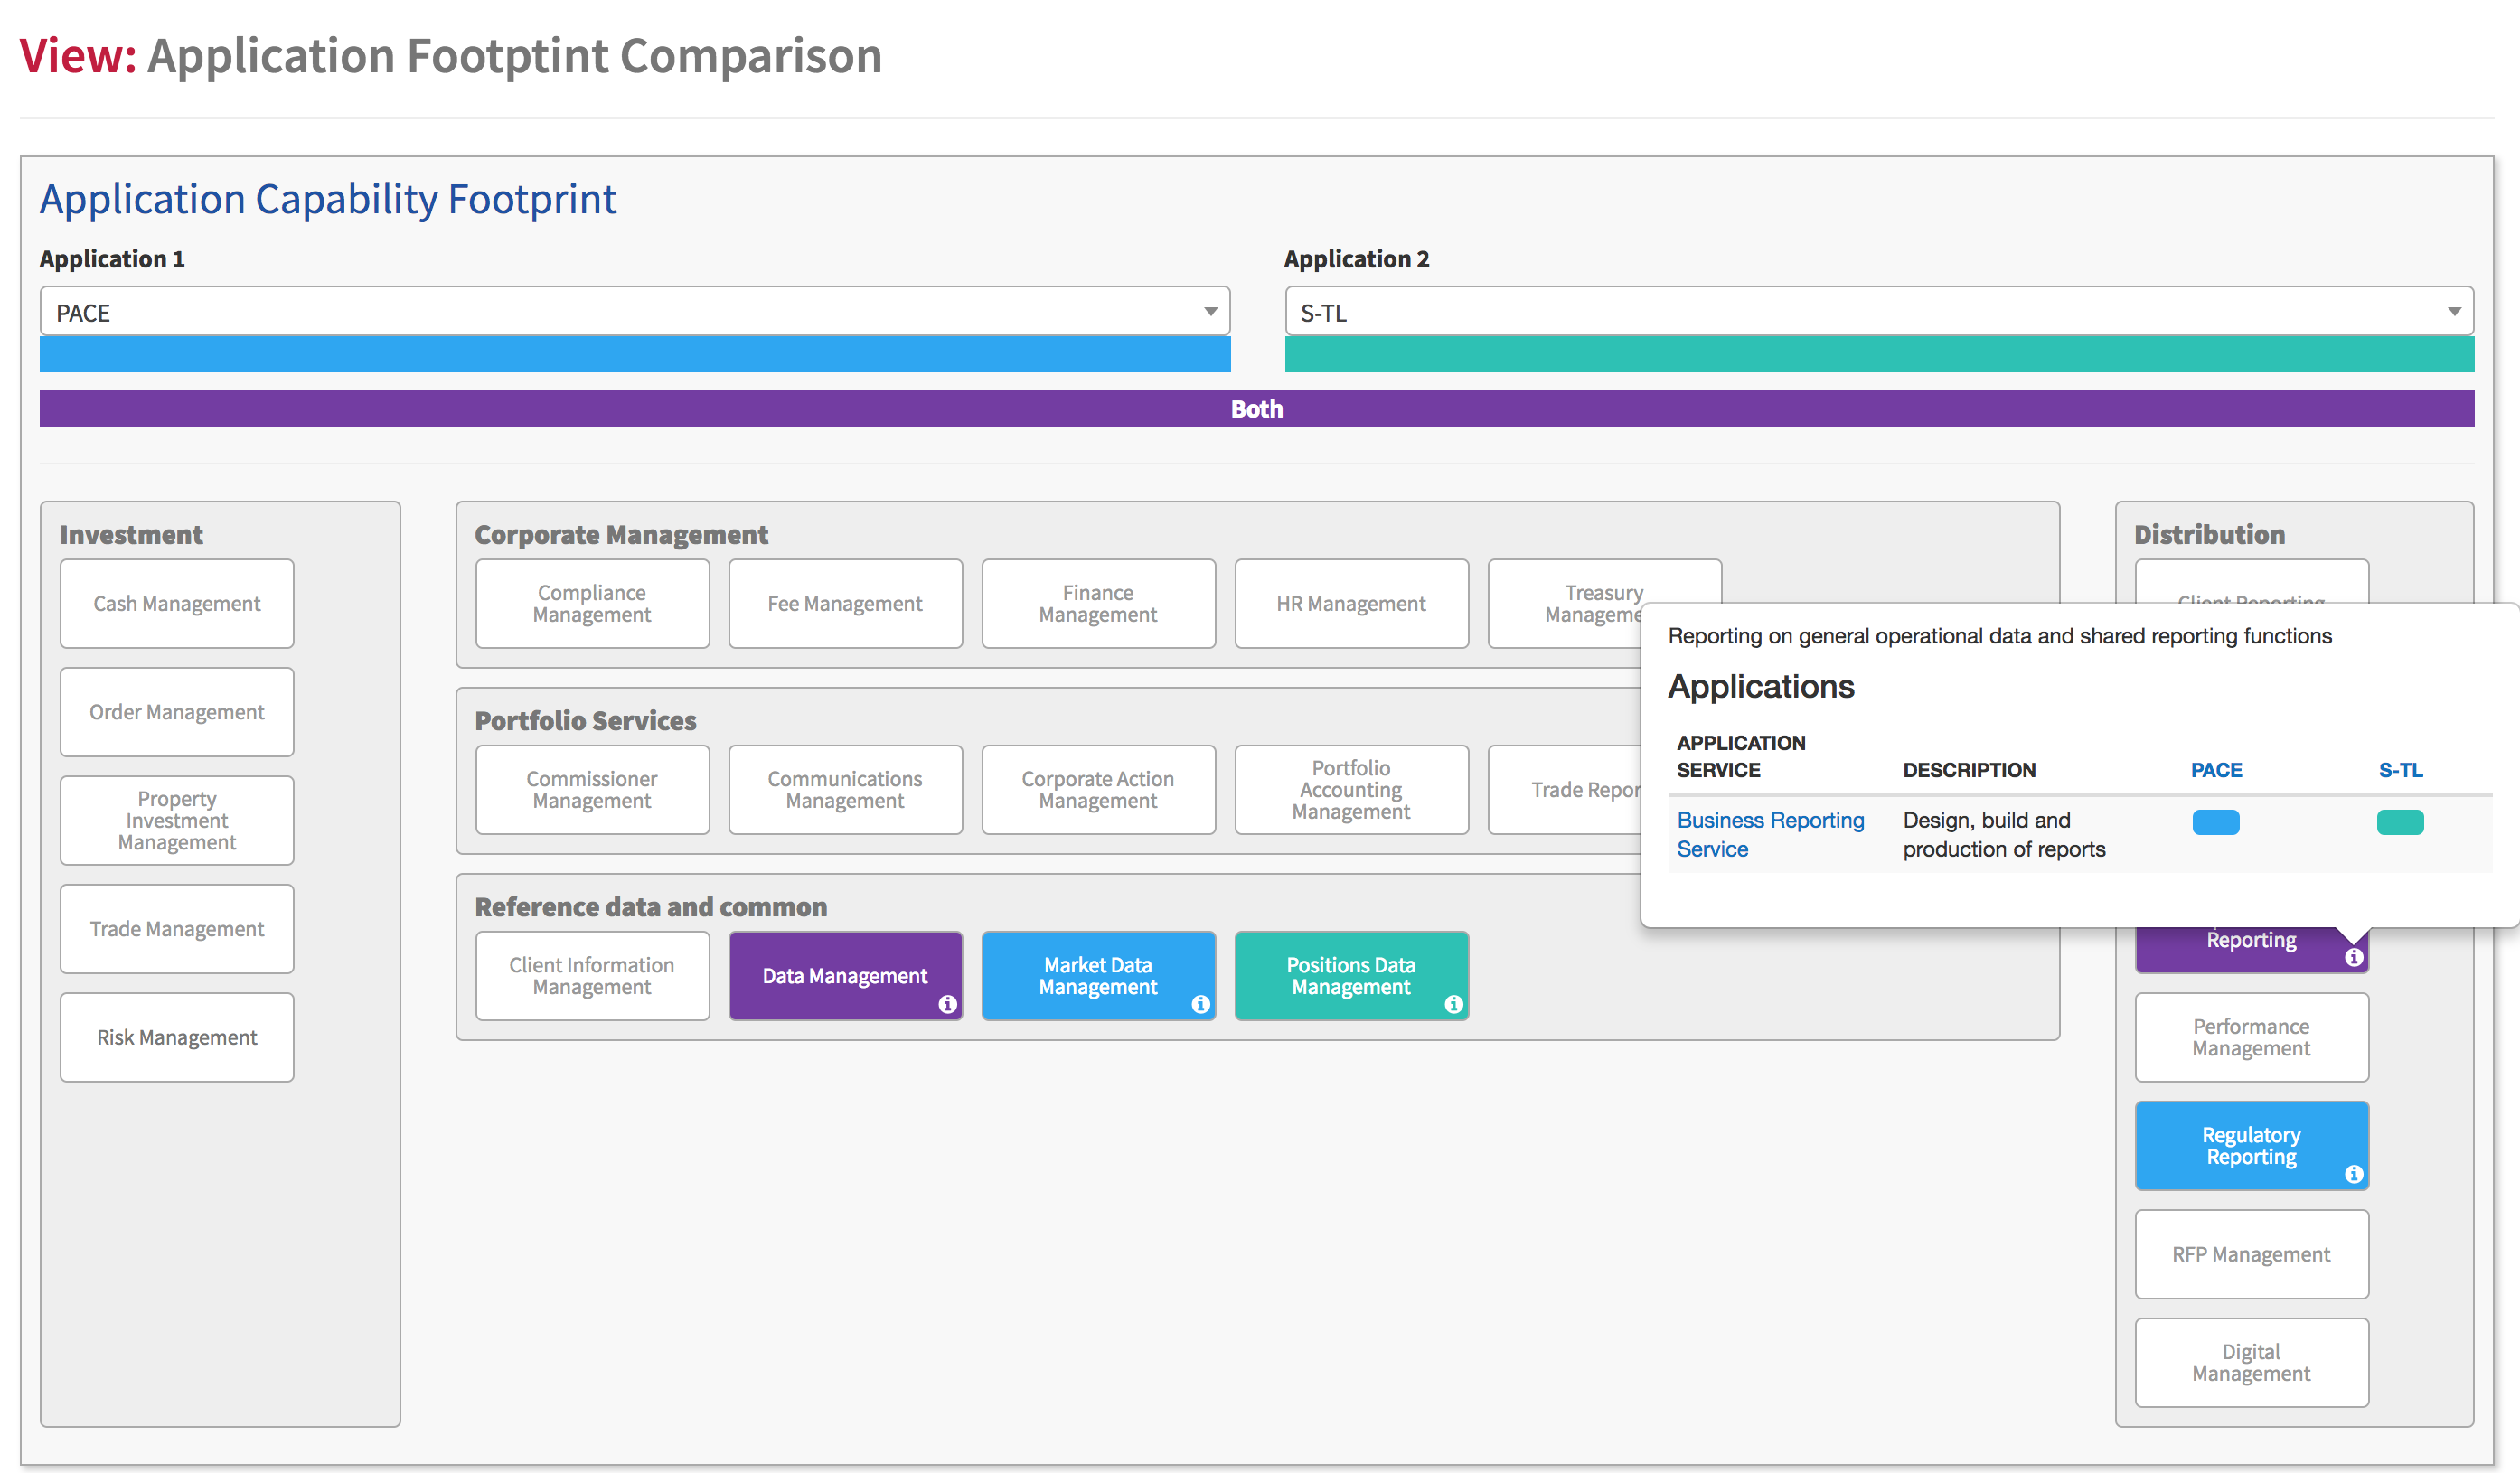 View: Application Footptint Comparison
Application Capability Footprint
Application 1
Application 2
PACE
S-TL
Both
Investment
Cash Management
Order Management
Property
Investment
Management
Trade Management
Risk Management
Corporate Management
Compliance
Management
Fee Management
Finance
Management
HR Management
Treasury
Manageme
Portfolio Services
Commissioner
Management
Communications
Management
Corporate Action
Management
Portfolio
Accounting
Management
Trade Repor
Reference data and common
Client Information
Management
Data Management
Market Data
Management
Positions Data
Management
Distribution
Client Reporting
Reporting on general operational data and shared reporting functions
Applications
APPLICATION
SERVICE
DESCRIPTION
PACE
S-TL
Business Reporting
Service
Design, build and
production of reports
Reporting
Performance
Management
Regulatory
Reporting
RFP Management
Digital
Management